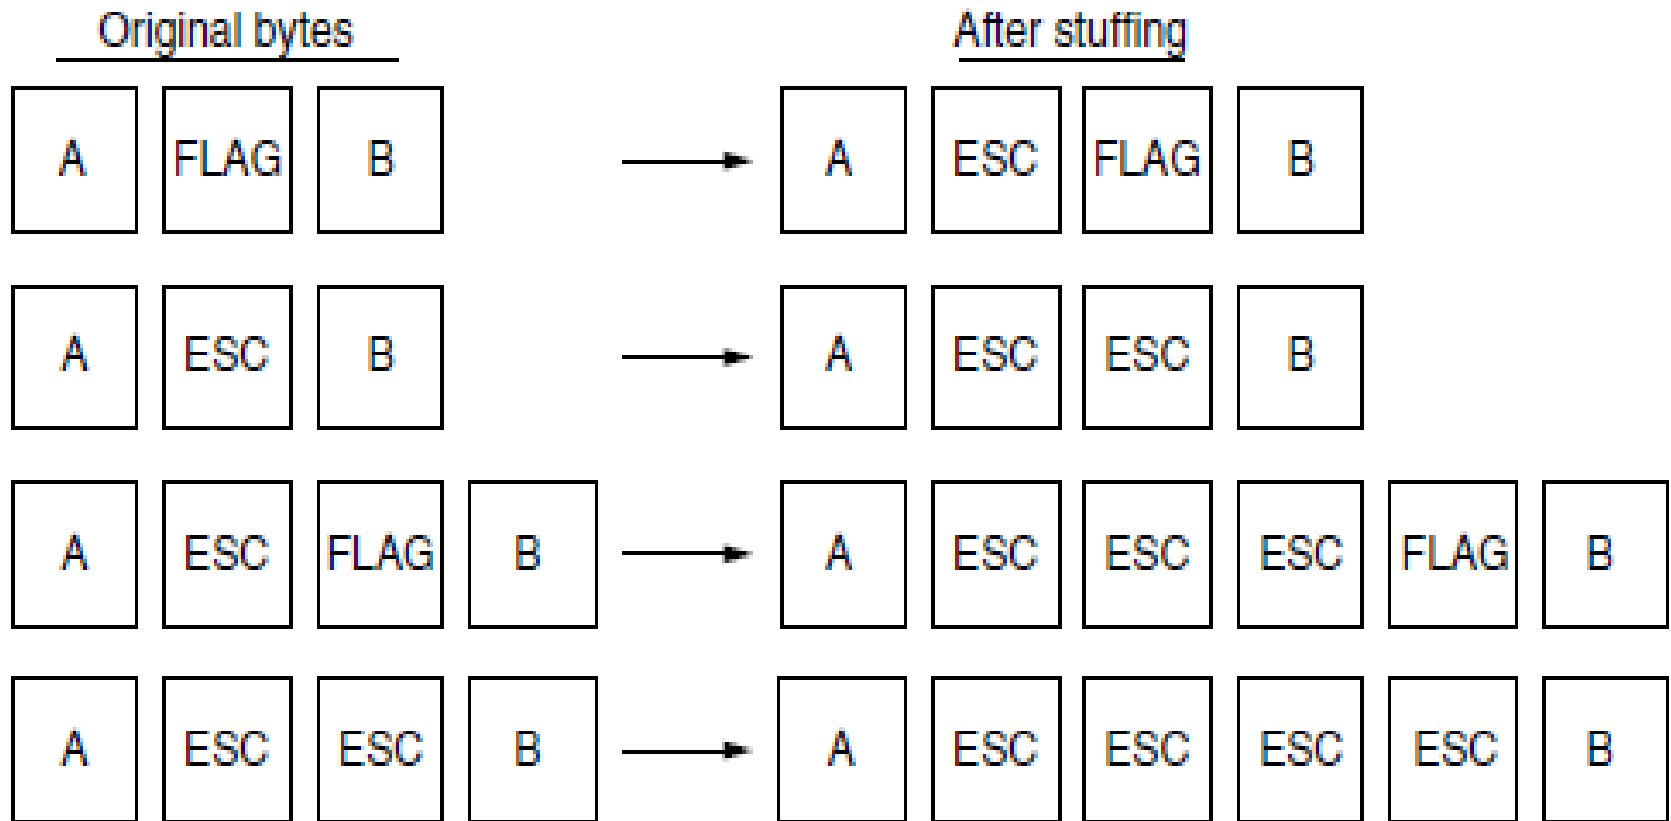 Original bytes After stuffing
A FLAG B A ESC FLAG B
A ESC B A ESC ESC B
A ESC FLAG B A ESC ESC ESC FLAG B
A ESC ESC B A ESC ESC ESC ESC B